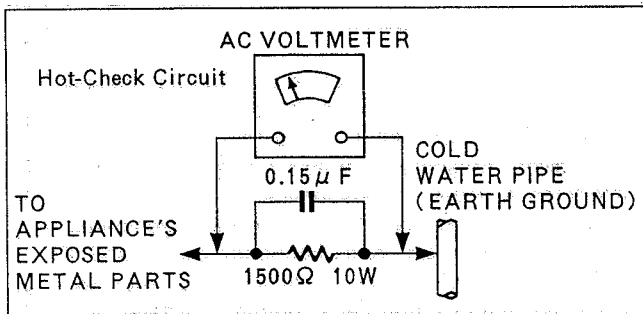 AC VOLTMETER
Hot-Check Circuit
COLD
WATER PIPE
(EARTH GROUND)
0.15μF
TO
APPLIANCE'S
EXPOSED
METAL PARTS
1500Ω 10W